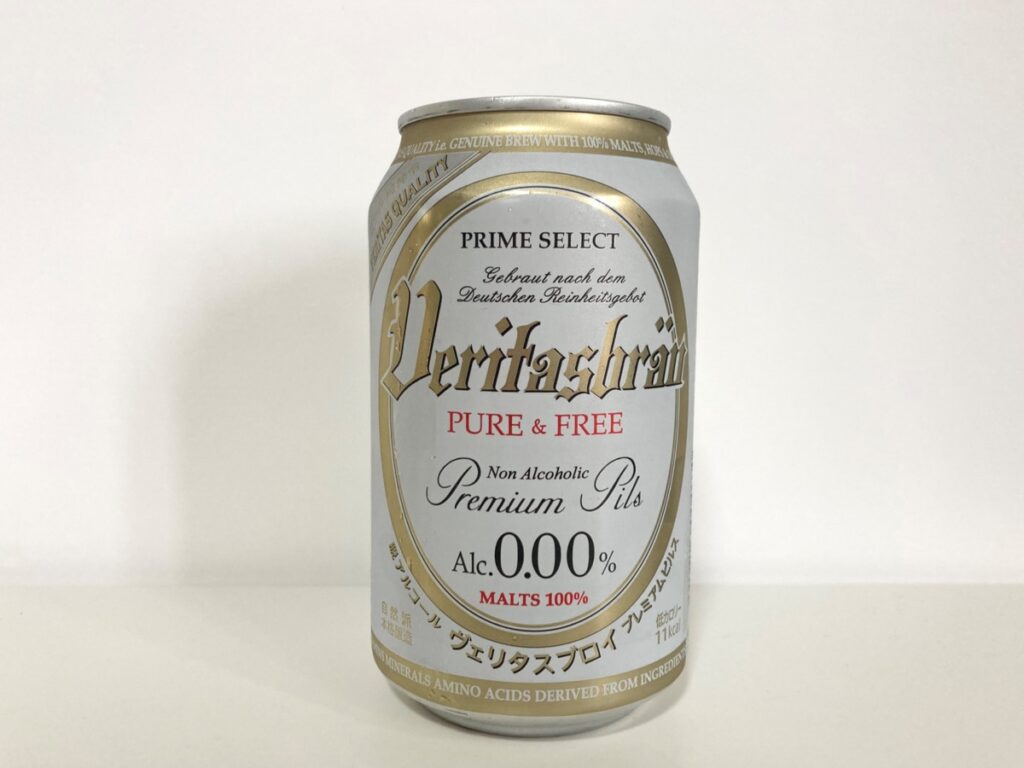 QUALITY i.e. GENUINE BREW WITH 100% MALTS, HOPS
VERITAS QUALITY
PRIME SELECT
Gebraut nach dem
Deutschen Reinheitsgebot
Veritasbräu
PURE & FREE
Non Alcoholic
Premium Pils
Alc.0.00%
MALTS 100%
脱アルコール ヴェリタスブロイ プレミアムピルス
自然派
本格醸造
低カロリー
11kcal
MINERALS AMINO ACIDS DERIVED FROM INGREDIENTS